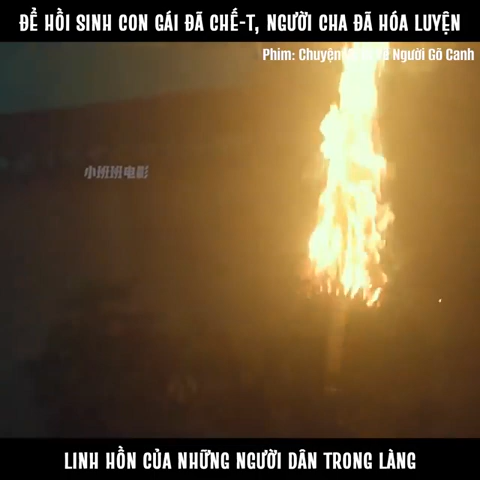 ĐỂ HỒI SINH CON GÁI ĐÃ CHẾ-T, NGƯỜI CHA ĐÃ HÓA LUYỆN
Phim: Chuyện Người Gõ Canh
小班班电影
LINH HỒN CỦA NHỮNG NGƯỜI DÂN TRONG LÀNG